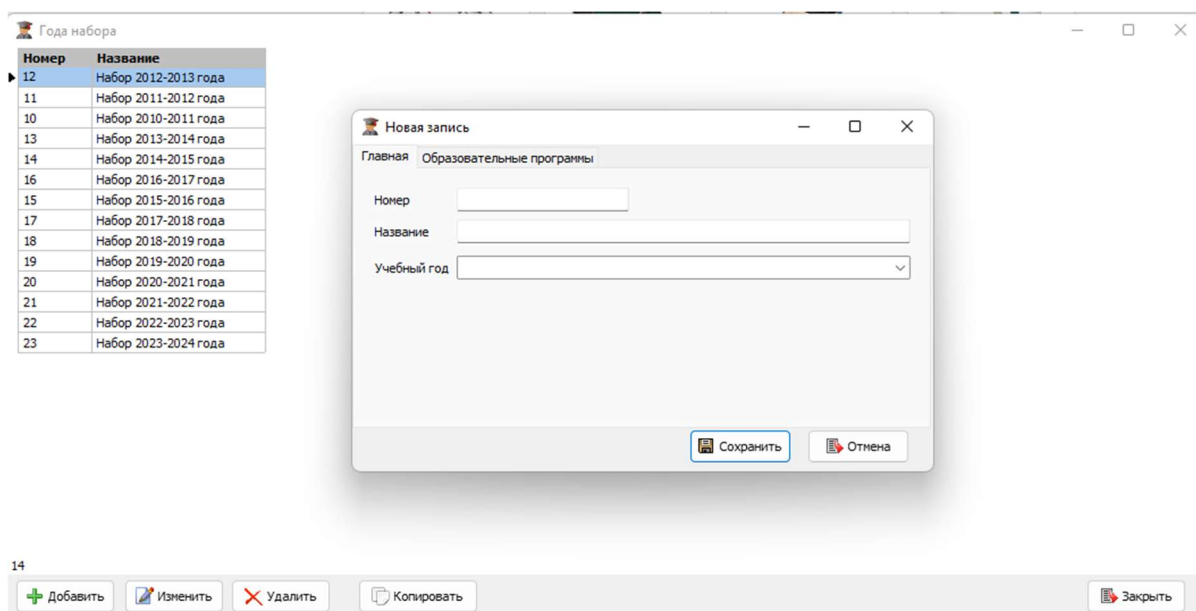 Года набора
Номер Название
12 Набор 2012-2013 года
11 Набор 2011-2012 года
10 Набор 2010-2011 года
13 Набор 2013-2014 года
14 Набор 2014-2015 года
16 Набор 2016-2017 года
15 Набор 2015-2016 года
17 Набор 2017-2018 года
18 Набор 2018-2019 года
19 Набор 2019-2020 года
20 Набор 2020-2021 года
21 Набор 2021-2022 года
22 Набор 2022-2023 года
23 Набор 2023-2024 года
Новая запись
Главная Образовательные программы
Номер
Название
Учебный год
Сохранить Отмена
14
Добавить Изменить Удалить Копировать Закрыть